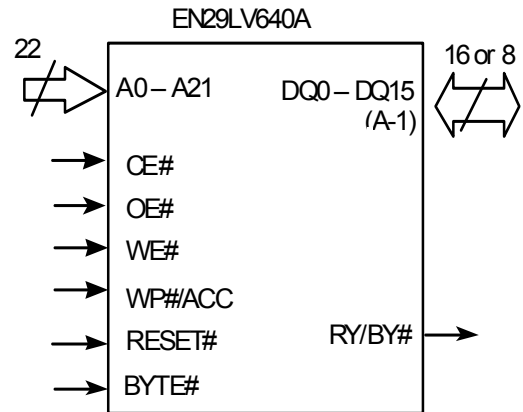 EN29LV640A
22
16 or 8
A0 – A21
DQ0 – DQ15
(A-1)
CE#
OE#
WE#
WP#/ACC
RESET#
RY/BY#
BYTE#